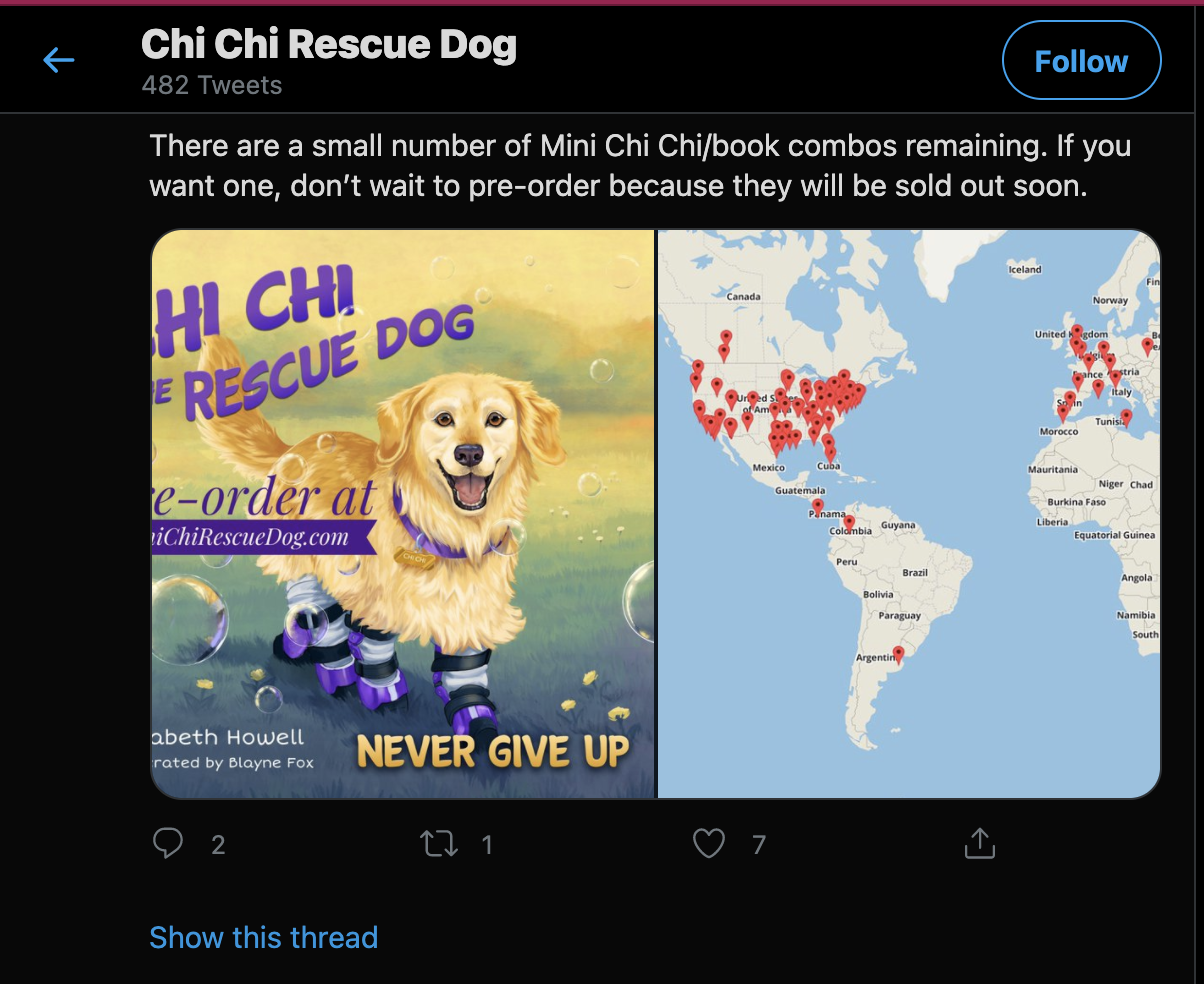 Chi Chi Rescue Dog
482 Tweets
Follow
There are a small number of Mini Chi Chi/book combos remaining. If you
want one, don’t wait to pre-order because they will be sold out soon.
HI CHI
E RESCUE DOG
e-order at
iChiRescueDog.com
CHI CHI
abeth Howell
rated by Blayne Fox
NEVER GIVE UP
Iceland
Canada
Norway
Fin
United Kingdom
France
Austria
Italy
Spain
Tunisia
Morocco
United States
of America
Mexico
Cuba
Guatemala
Panama
Colombia
Guyana
Peru
Brazil
Bolivia
Paraguay
Argentin
Mauritania
Niger Chad
Burkina Faso
Liberia
Equatorial Guinea
Angola
Namibia
South
2
1
7
Show this thread